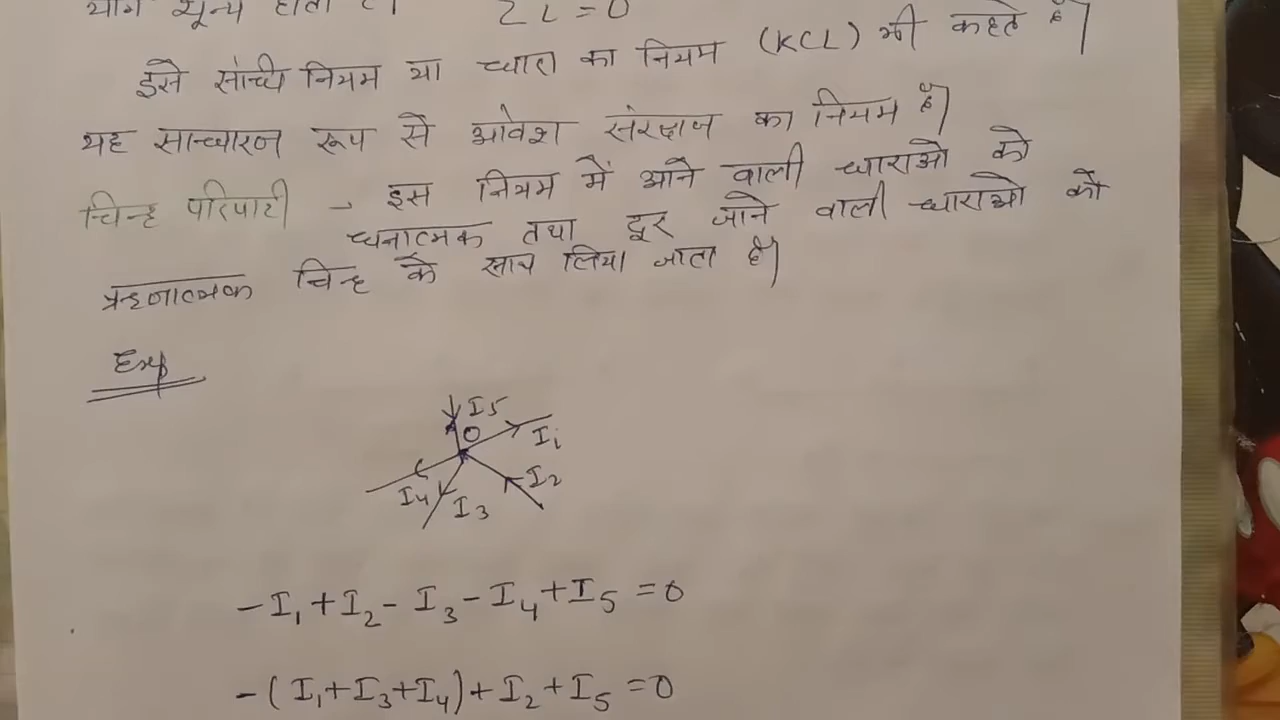 योग शून्य होता है। Σ i = 0
इसे संधि नियम या धारा का नियम (KCL) भी कहते हैं।
यह साधारण रूप से आवेश संरक्षण का नियम है।
चिन्ह परिपाटी - इस नियम में आने वाली धाराओ को
धनात्मक तथा दूर जाने वाली धाराओ को
ऋणात्मक चिन्ह के साथ लिया जाता है।
Exp
I5
O
I1
I2
I4
I3
-I₁+I₂-I₃-I₄+I₅=0
-(I₁+I₃+I₄)+I₂+I₅=0